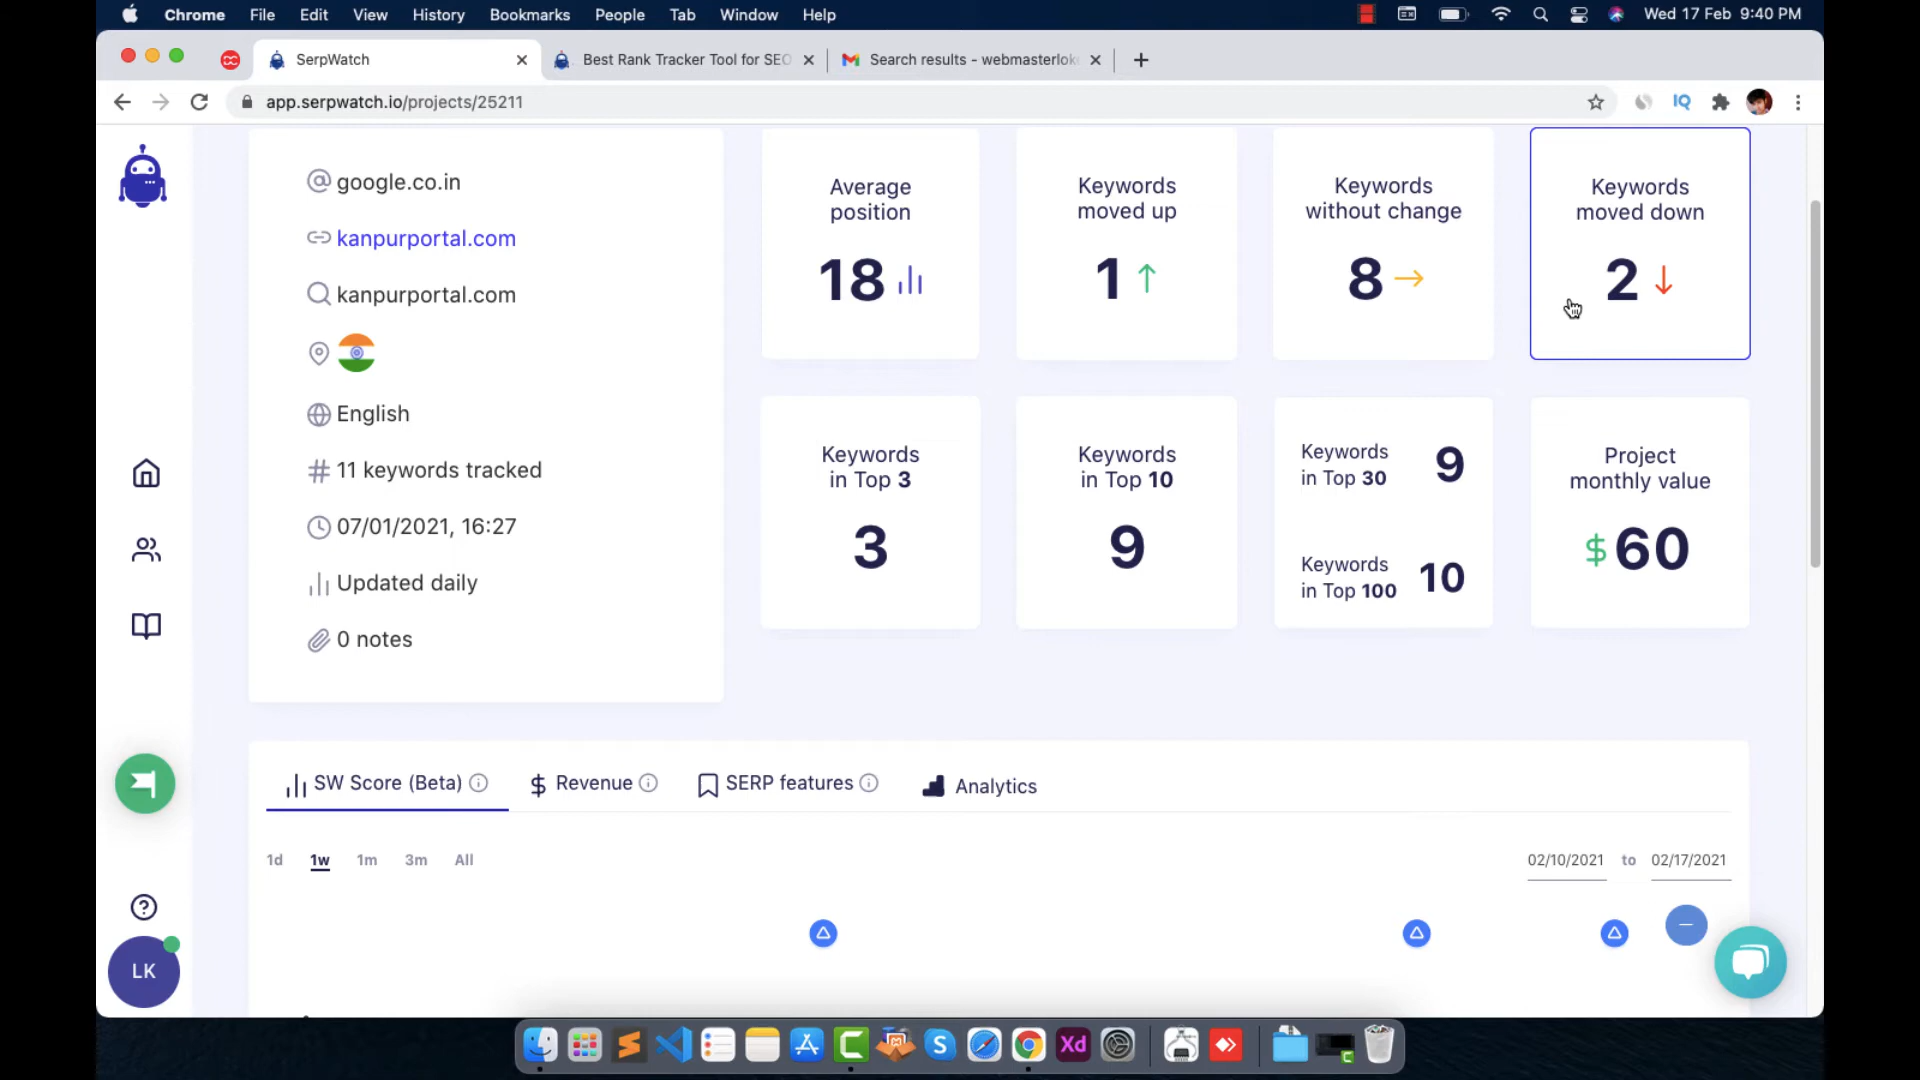 Chrome File Edit View History Bookmarks People Tab Window Help Wed 17 Feb 9:40 PM
SerpWatch
Best Rank Tracker Tool for SEO
Search results - webmasterlok
app.serpwatch.io/projects/25211
IQ
google.co.in
kanpurportal.com
kanpurportal.com
English
11 keywords tracked
07/01/2021, 16:27
Updated daily
0 notes
Average
position
18
Keywords
moved up
1
Keywords
without change
8
Keywords
moved down
2
Keywords
in Top 3
3
Keywords
in Top 10
9
Keywords
in Top 30
9
Keywords
in Top 100
10
Project
monthly value
$60
SW Score (Beta)
Revenue
SERP features
Analytics
1d 1w 1m 3m All
02/10/2021 to 02/17/2021
LK
Xd